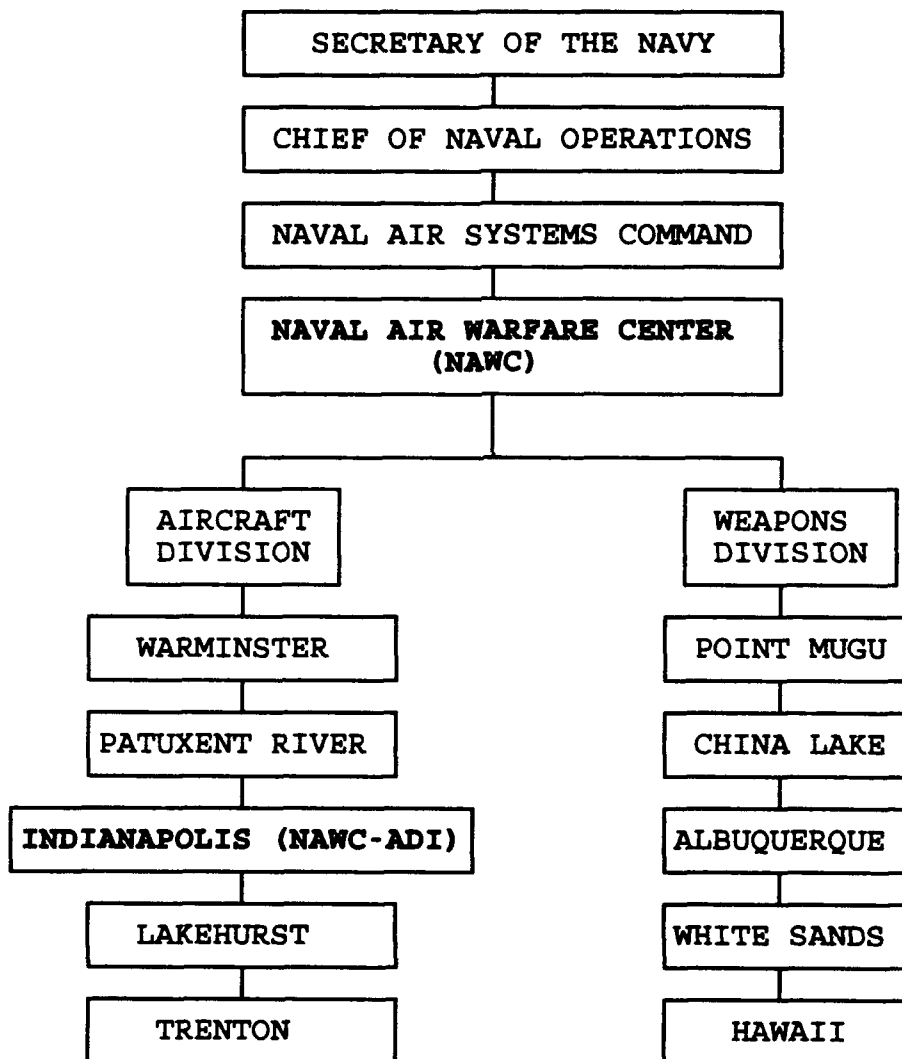 SECRETARY OF THE NAVY
CHIEF OF NAVAL OPERATIONS
NAVAL AIR SYSTEMS COMMAND
NAVAL AIR WARFARE CENTER
(NAWC)
AIRCRAFT
DIVISION
WARMINSTER
PATUXENT RIVER
INDIANAPOLIS (NAWC-ADI)
LAKEHURST
TRENTON
WEAPONS
DIVISION
POINT MUGU
CHINA LAKE
ALBUQUERQUE
WHITE SANDS
HAWAII